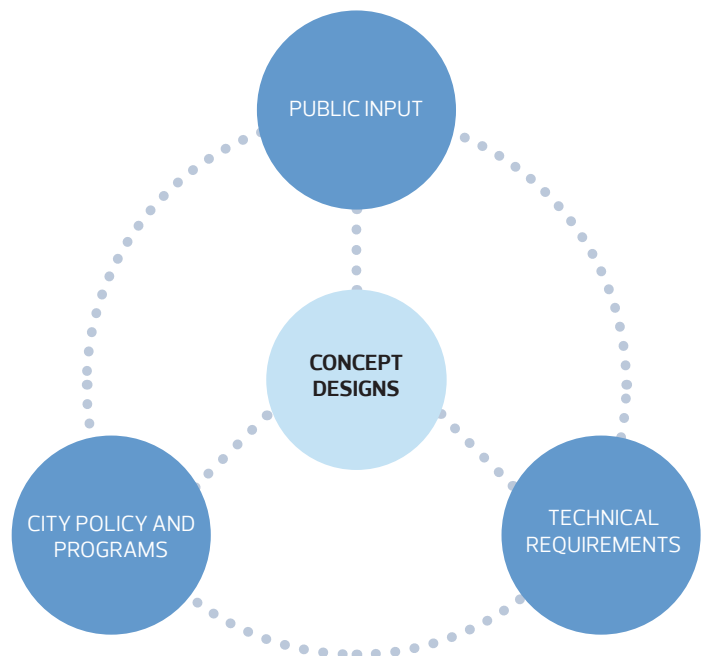 PUBLIC INPUT
CONCEPT
DESIGNS
CITY POLICY AND
PROGRAMS
TECHNICAL
REQUIREMENTS